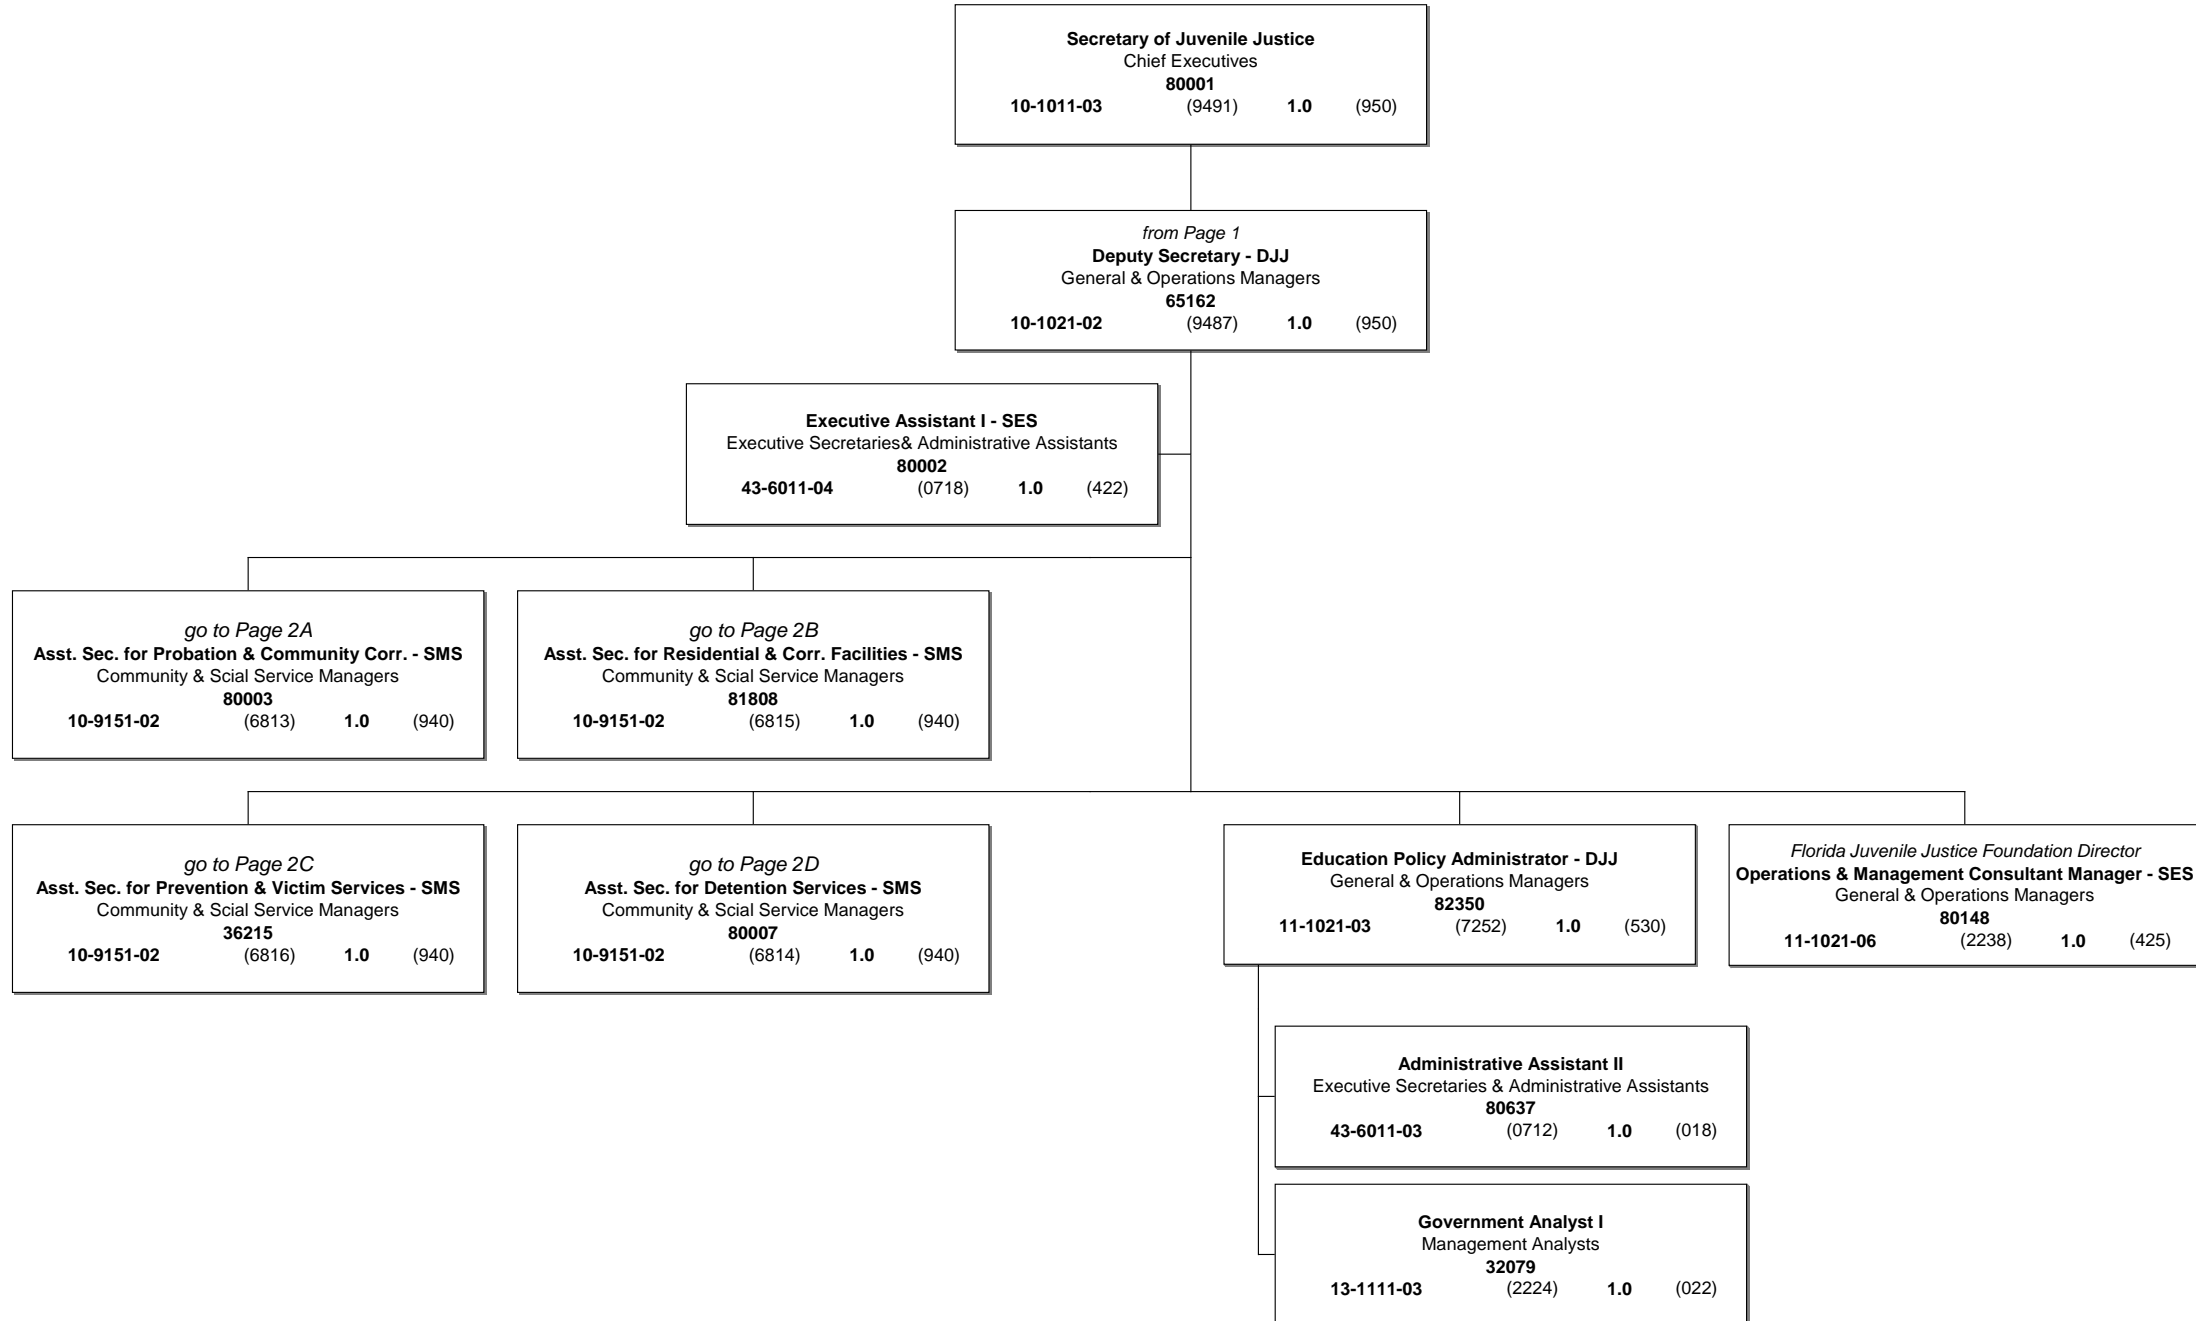 Secretary of Juvenile Justice
Chief Executives
80001
10-1011-03 (9491) 1.0 (950)
from Page 1
Deputy Secretary - DJJ
General & Operations Managers
65162
10-1021-02 (9487) 1.0 (950)
Executive Assistant I - SES
Executive Secretaries& Administrative Assistants
80002
43-6011-04 (0718) 1.0 (422)
go to Page 2A
Asst. Sec. for Probation & Community Corr. - SMS
Community & Scial Service Managers
80003
10-9151-02 (6813) 1.0 (940)
go to Page 2B
Asst. Sec. for Residential & Corr. Facilities - SMS
Community & Scial Service Managers
81808
10-9151-02 (6815) 1.0 (940)
go to Page 2C
Asst. Sec. for Prevention & Victim Services - SMS
Community & Scial Service Managers
36215
10-9151-02 (6816) 1.0 (940)
go to Page 2D
Asst. Sec. for Detention Services - SMS
Community & Scial Service Managers
80007
10-9151-02 (6814) 1.0 (940)
Education Policy Administrator - DJJ
General & Operations Managers
82350
11-1021-03 (7252) 1.0 (530)
Florida Juvenile Justice Foundation Director
Operations & Management Consultant Manager - SES
General & Operations Managers
80148
11-1021-06 (2238) 1.0 (425)
Administrative Assistant II
Executive Secretaries & Administrative Assistants
80637
43-6011-03 (0712) 1.0 (018)
Government Analyst I
Management Analysts
32079
13-1111-03 (2224) 1.0 (022)